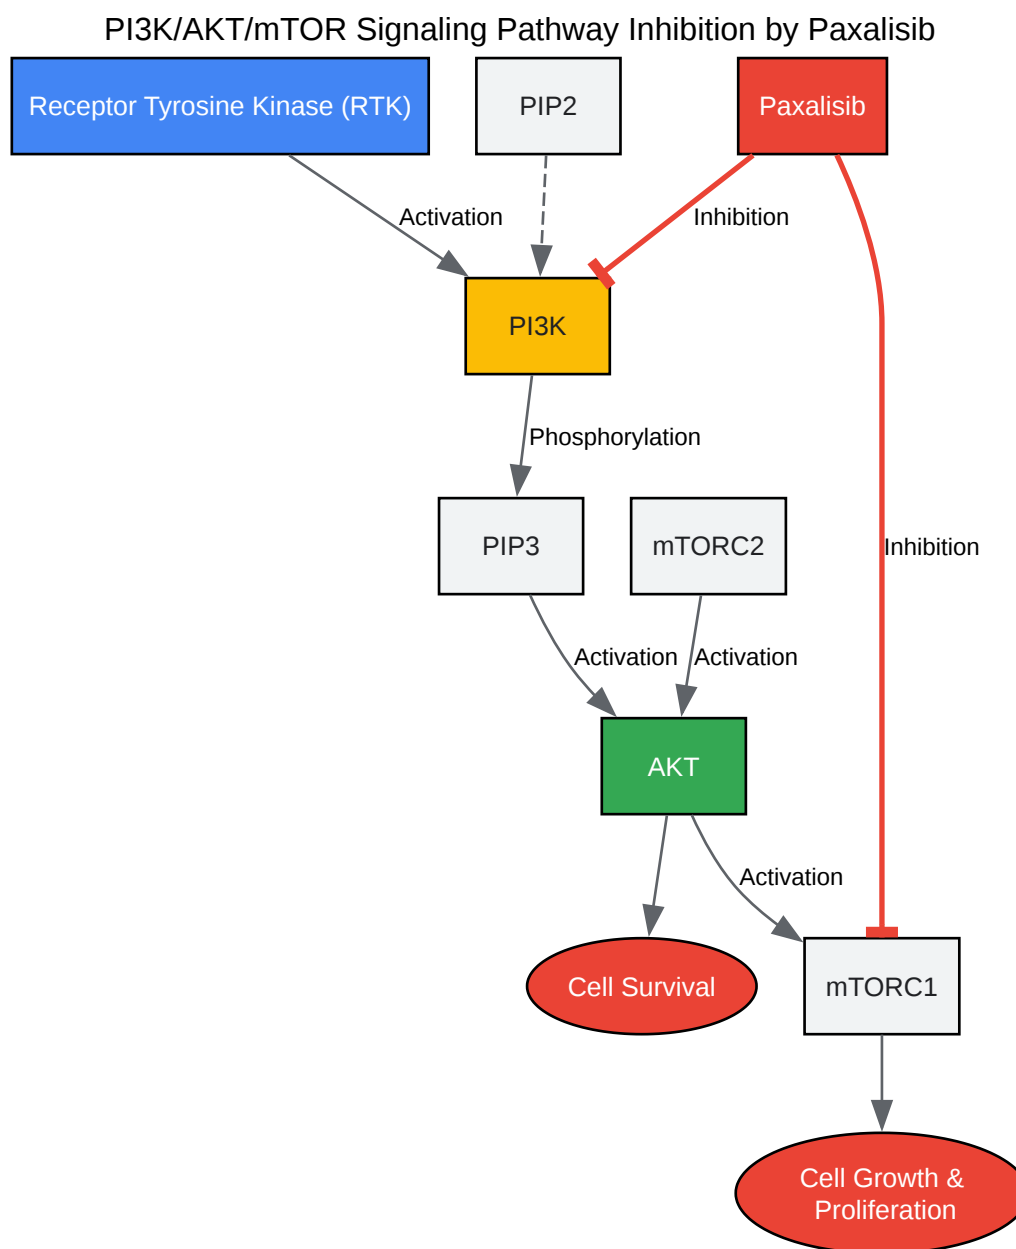 PI3K/AKT/mTOR Signaling Pathway Inhibition by Paxalisib
Receptor Tyrosine Kinase (RTK)
PIP2
Paxalisib
Activation
Inhibition
PI3K
Phosphorylation
PIP3
mTORC2
Inhibition
Activation
Activation
AKT
Activation
Cell Survival
mTORC1
Cell Growth &
Proliferation